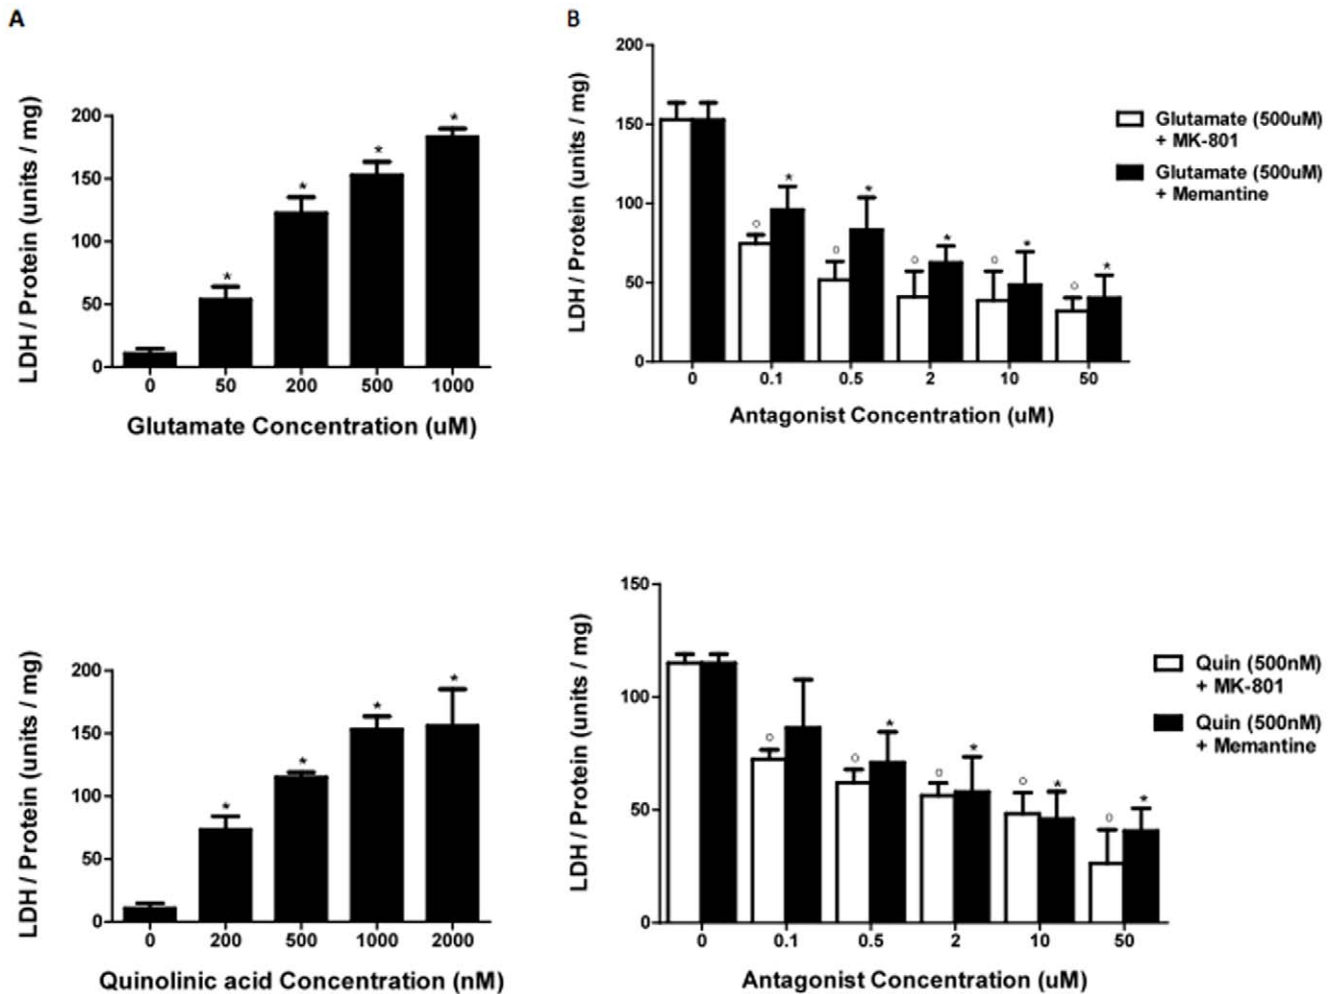 A
LDH / Protein (units / mg)
200
150
100
50
0
*
*
*
*
0 50 200 500 1000
Glutamate Concentration (uM)
B
LDH / Protein (units / mg)
200
150
100
50
0
○ * ○ * ○ * ○ * ○ *
0 0.1 0.5 2 10 50
Antagonist Concentration (uM)
Glutamate (500uM)
+ MK-801
Glutamate (500uM)
+ Memantine
LDH / Protein (units / mg)
200
150
100
50
0
*
*
*
*
0 200 500 1000 2000
Quinolinic acid Concentration (nM)
LDH / Protein (units / mg)
150
100
50
0
○ ○ * ○ * ○ * ○ *
0 0.1 0.5 2 10 50
Antagonist Concentration (uM)
Quin (500nM)
+ MK-801
Quin (500nM)
+ Memantine